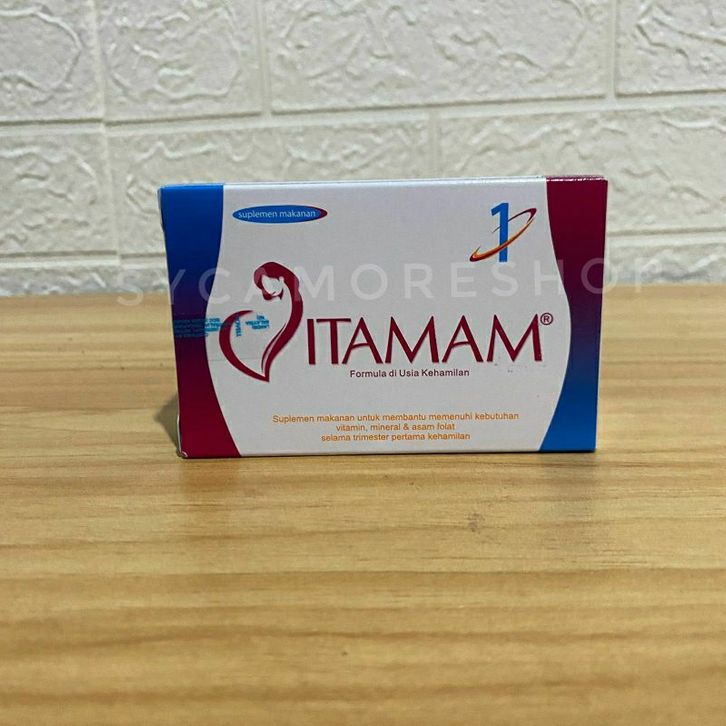 suplemen makanan
1
SYCAMORESHOP
VITAMAM®
Formula di Usia Kehamilan
Suplemen makanan untuk membantu memenuhi kebutuhan
vitamin, mineral & asam folat
selama trimester pertama kehamilan